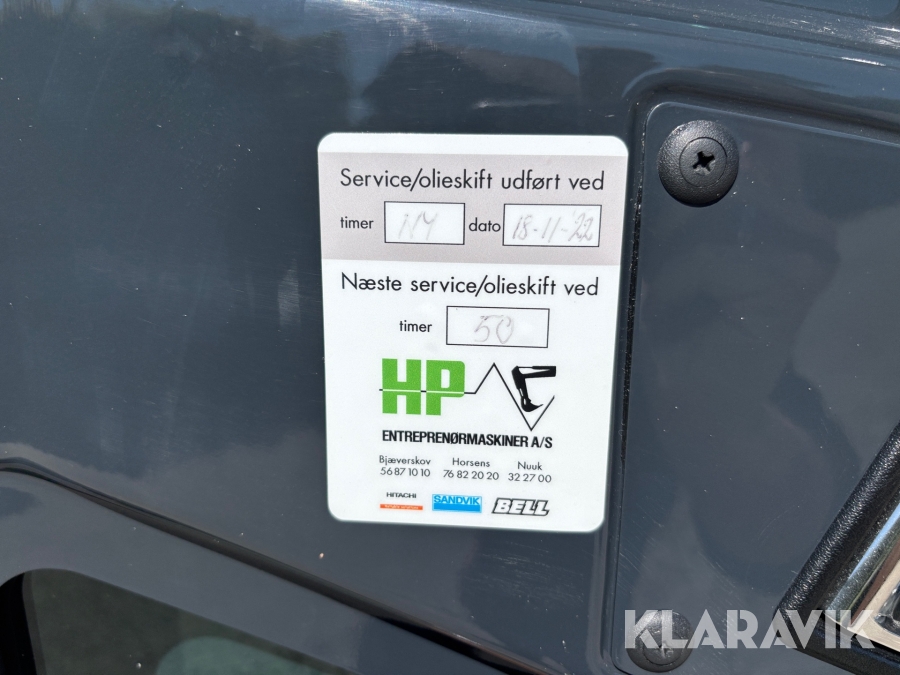 Service/olieskift udført ved
timer NY dato 18-11-22
Næste service/olieskift ved
timer 50
HP
ENTREPRENØRMASKINER A/S
Bjæverskov Horsens Nuuk
56 87 10 10 76 82 20 20 32 27 00
HITACHI SANDVIK BELL
KLARAVIK